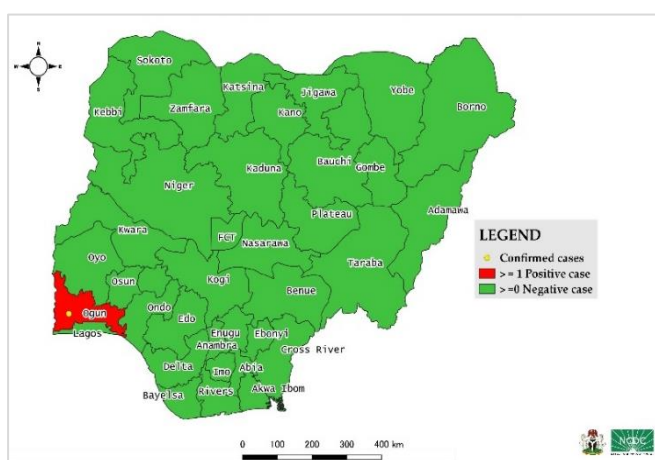 N
W
E
S
Sokoto
Katsina
Jigawa
Yobe
Borno
Kebbi
Zamfara
Kano
Bauchi
Gombe
Kaduna
Niger
Plateau
Adamawa
Kwara
FCT
Nasarawa
Taraba
Oyo
Osun
Kogi
Benue
Ogun
Lagos
Ondo
Edo
Enugu
Ebonyi
Anambra
Cross River
Delta
Imo
Abia
Bayelsa
Rivers
Akwa Ibom
LEGEND
Confirmed cases
>= 1 Positive case
>=0 Negative case
0 100 200 300 400 km
NCDC